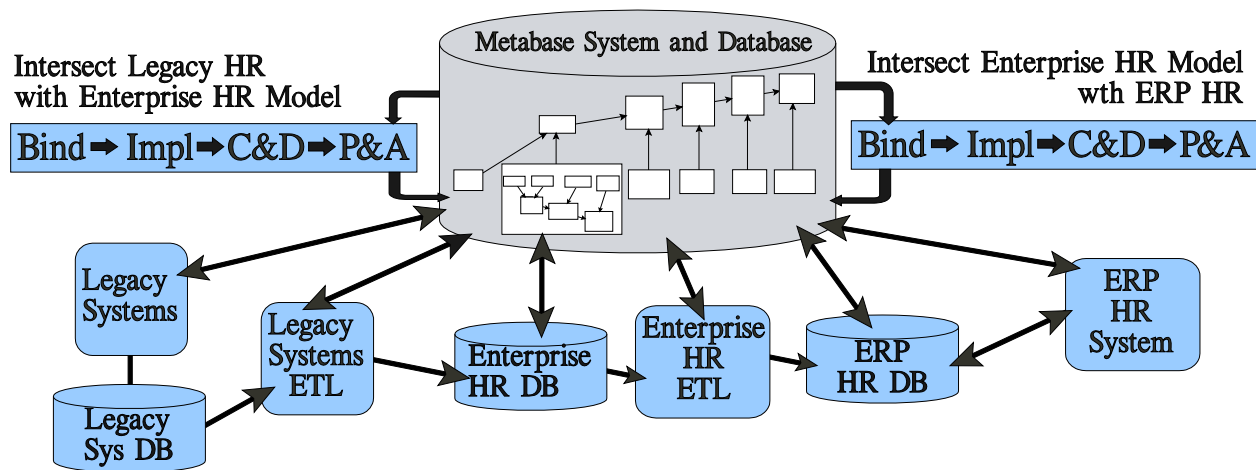 Metabase System and Database
Intersect Legacy HR
with Enterprise HR Model
Bind → Impl → C&D → P&A
Intersect Enterprise HR Model
wth ERP HR
Bind → Impl → C&D → P&A
Legacy
Systems
Legacy
Sys DB
Legacy
Systems
ETL
Enterprise
HR DB
Enterprise
HR
ETL
ERP
HR DB
ERP
HR
System